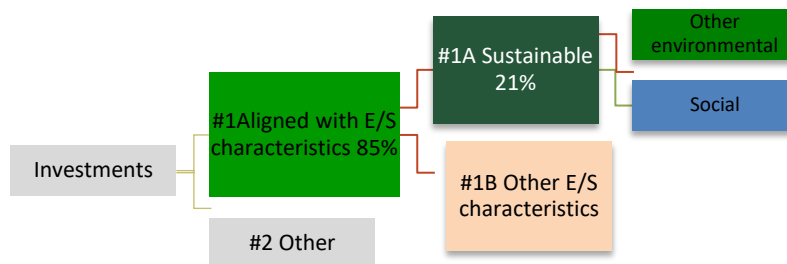 Investments
#1Aligned with E/S
characteristics 85%
#2 Other
#1A Sustainable
21%
#1B Other E/S
characteristics
Other
environmental
Social